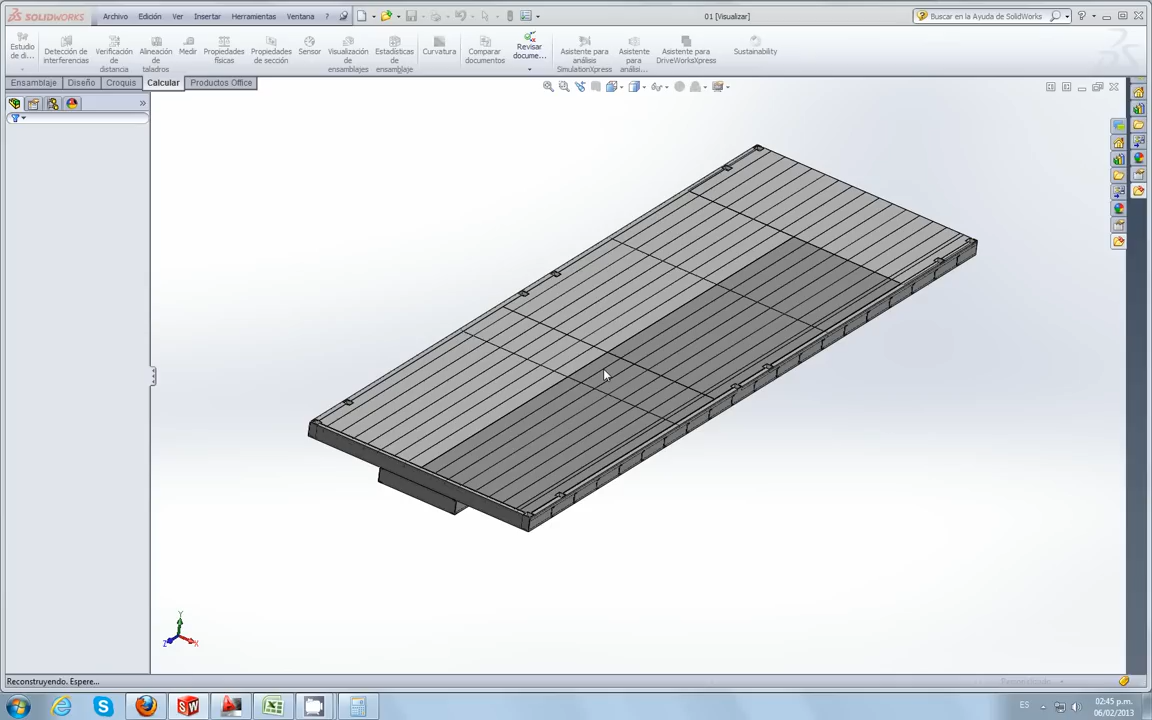 SOLIDWORKS Archivo Edición Ver Insertar Herramientas Ventana ? 01 [Visualizar] Buscar en la Ayuda de SolidWorks ?
Estudio de di... Detección de interferencias Verificación de distancia Alineación de taladros Medir Propiedades físicas Propiedades de sección Sensor Visualización de ensamblajes Estadísticas de ensamblaje Curvatura Comparar documentos Revisar docume... Asistente para análisis SimulationXpress Asistente para análisi... Asistente para DriveWorksXpress Sustainability
Ensamblaje Diseño Croquis Calcular Productos Office
Y
Z X
Reconstruyendo. Espere...
ES 02:45 p.m.
06/02/2013